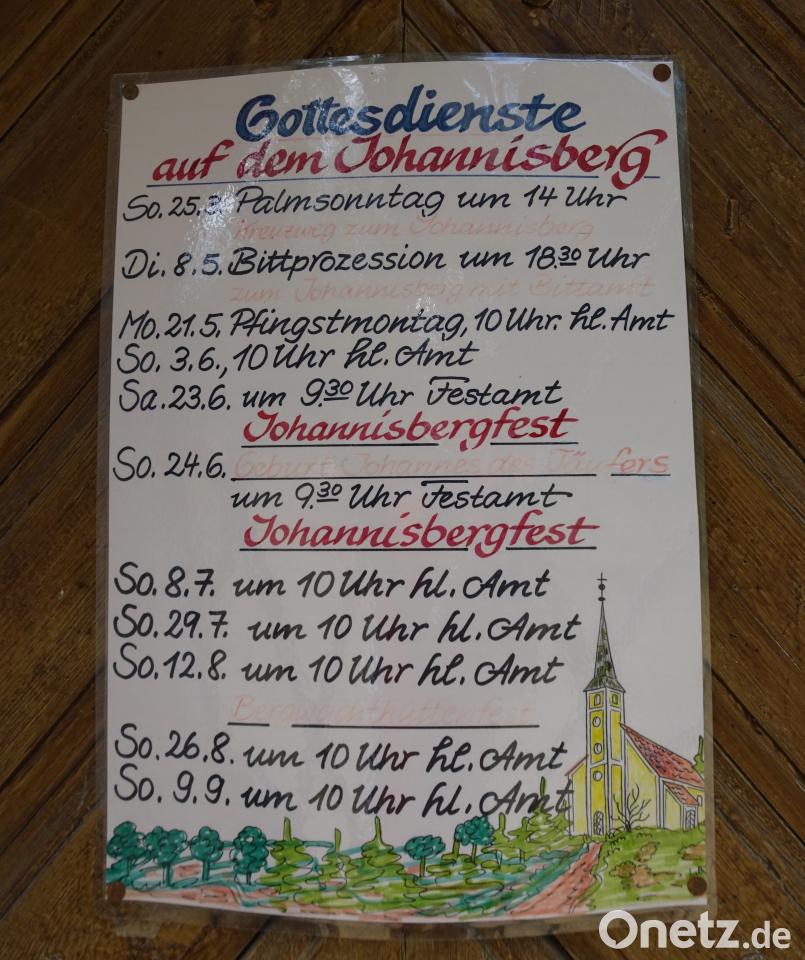 Gottesdienste
auf dem Johannisberg
So. 25.3. Palmsonntag um 14 Uhr
Kreuzweg zum Johannisberg
Di. 8.5. Bittprozession um 18.30 Uhr
zum Johannisberg mit Bittamt
Mo. 21.5. Pfingstmontag, 10 Uhr hl. Amt
So. 3.6., 10 Uhr hl. Amt
Sa. 23.6. um 9.30 Uhr Festamt
Johannisbergfest
So. 24.6. Geburt Johannes des Täufers
um 9.30 Uhr Festamt
Johannisbergfest
So. 8.7. um 10 Uhr hl. Amt
So. 29.7. um 10 Uhr hl. Amt
So. 12.8. um 10 Uhr hl. Amt
Bergwachthüttenfest
So. 26.8. um 10 Uhr hl. Amt
So. 9.9. um 10 Uhr hl. Amt
Onetz.de